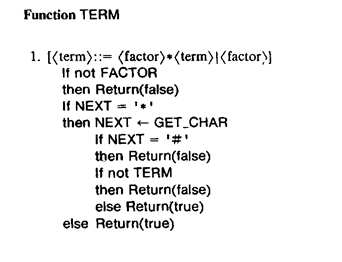 Function TERM
1. [⟨term⟩::= ⟨factor⟩*⟨term⟩|⟨factor⟩]
If not FACTOR
then Return(false)
If NEXT = '*'
then NEXT ← GET_CHAR
If NEXT = '#'
then Return(false)
If not TERM
then Return(false)
else Return(true)
else Return(true)